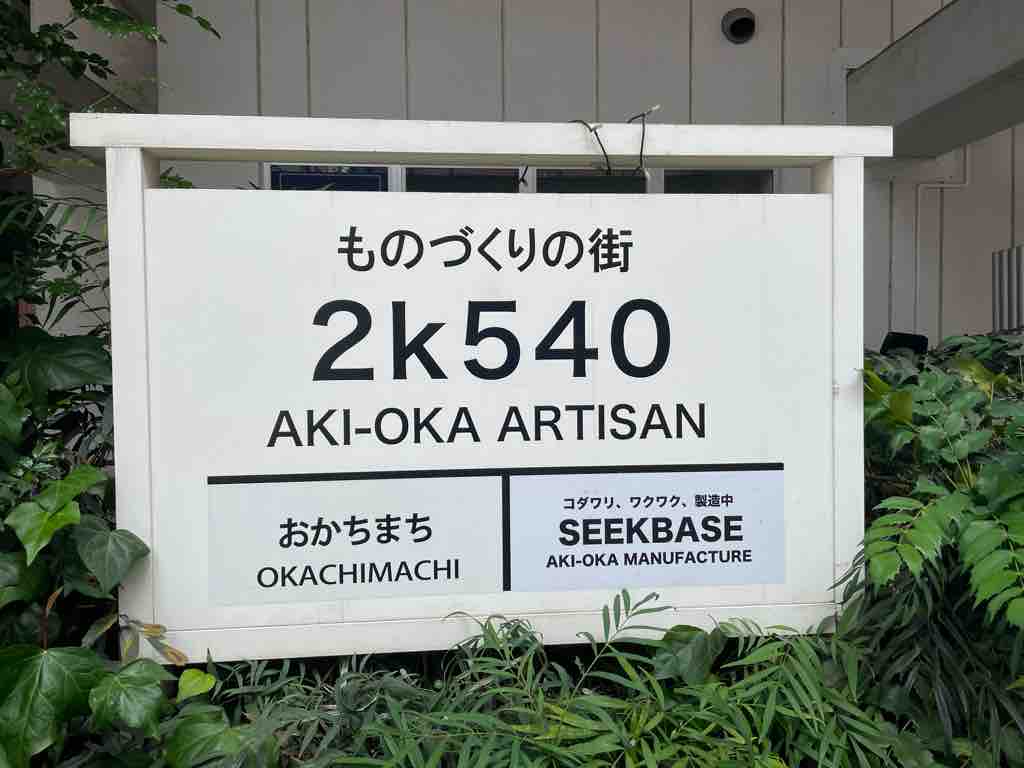 ものづくりの街
2k540
AKI-OKA ARTISAN
おかちまち
OKACHIMACHI
コダワリ、ワクワク、製造中
SEEKBASE
AKI-OKA MANUFACTURE